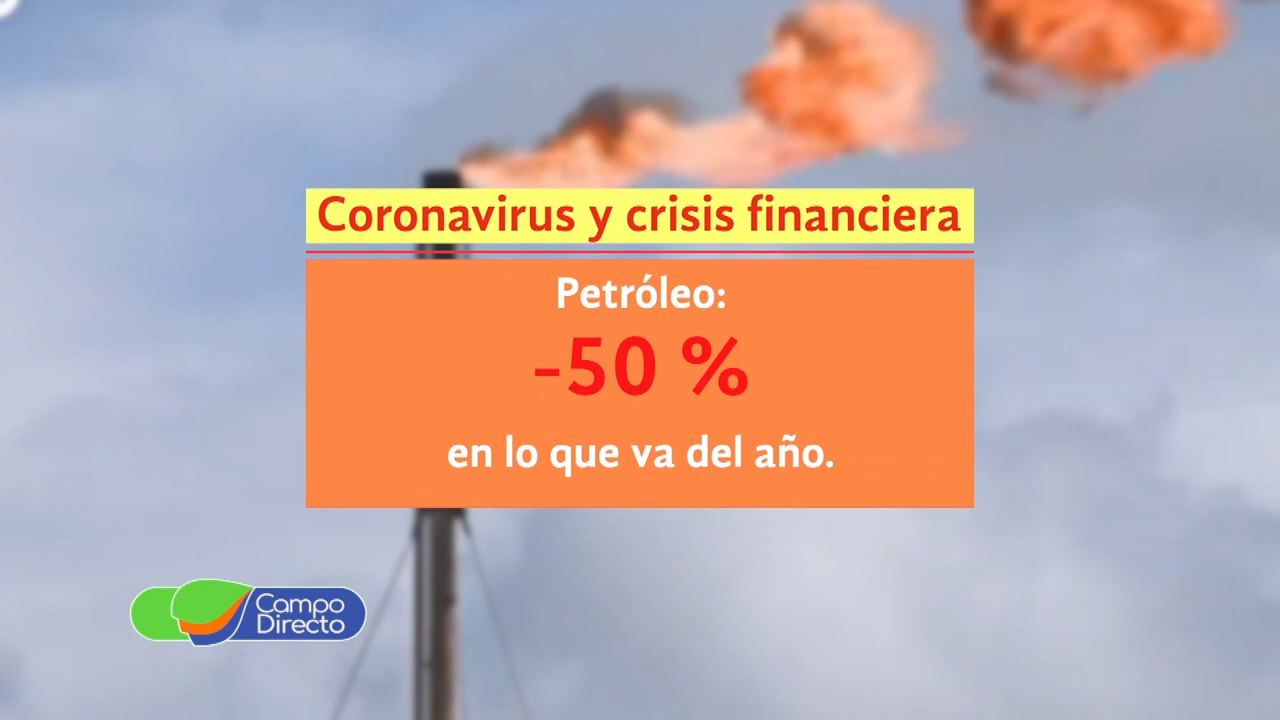 Coronavirus y crisis financiera
Petróleo:
-50 %
en lo que va del año.
Campo
Directo